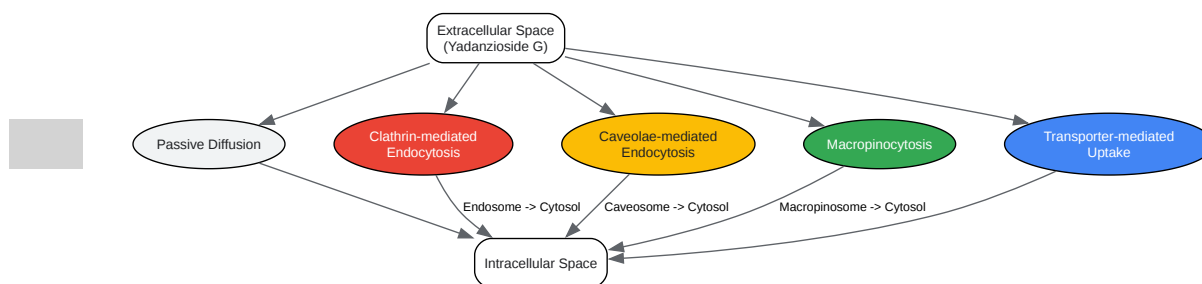 Extracellular Space
(Yadanzioside G)
Passive Diffusion
Clathrin-mediated
Endocytosis
Caveolae-mediated
Endocytosis
Macropinocytosis
Transporter-mediated
Uptake
Endosome -> Cytosol
Caveosome -> Cytosol
Macropinosome -> Cytosol
Intracellular Space